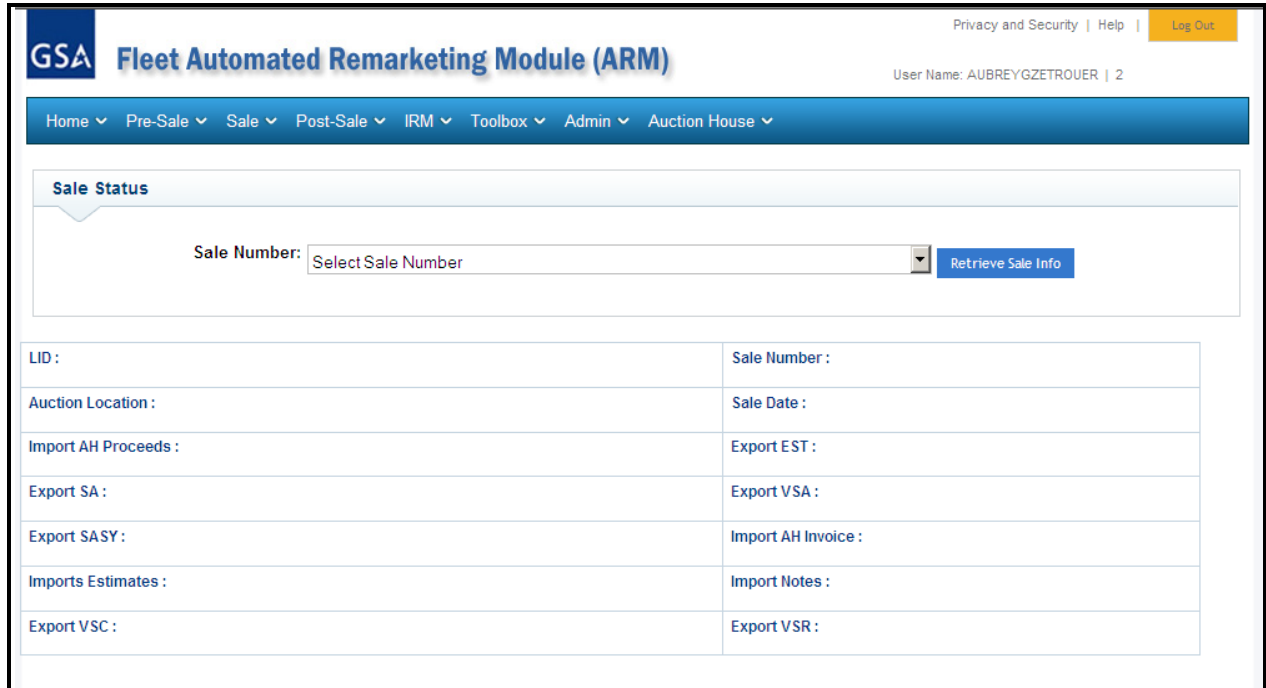 Privacy and Security | Help | Log Out
GSA Fleet Automated Remarketing Module (ARM)
User Name: AUBREYGZETROUER | 2
Home Pre-Sale Sale Post-Sale IRM Toolbox Admin Auction House
Sale Status
Sale Number: Select Sale Number Retrieve Sale Info
LID : Sale Number :
Auction Location : Sale Date :
Import AH Proceeds : Export EST :
Export SA : Export VSA :
Export SASY : Import AH Invoice :
Imports Estimates : Import Notes :
Export VSC : Export VSR :